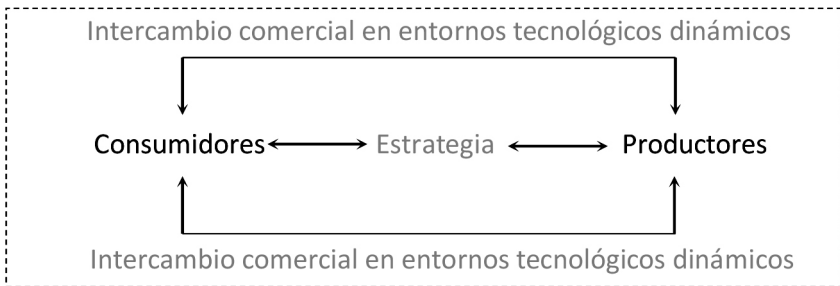 Intercambio comercial en entornos tecnológicos dinámicos
Consumidores Estrategia Productores
Intercambio comercial en entornos tecnológicos dinámicos